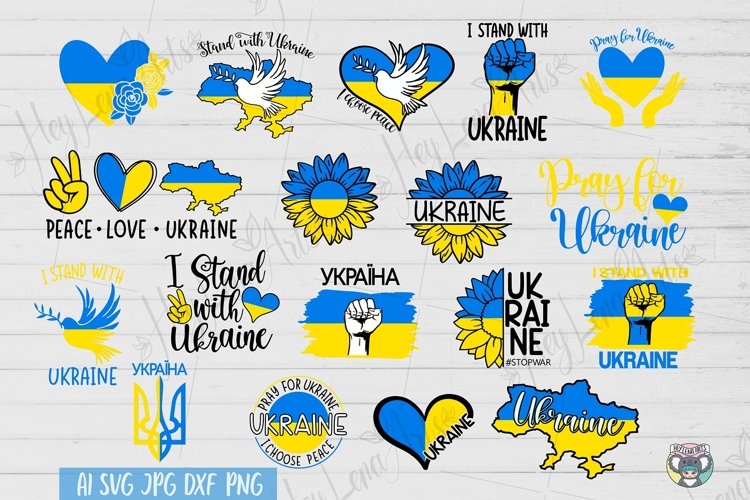 Stand with Ukraine
I choose peace
I STAND WITH
UKRAINE
Pray for Ukraine
PEACE • LOVE • UKRAINE
UKRAINE
Pray for
Ukraine
I STAND WITH
UKRAINE
I Stand
with
Ukraine
УКРАЇНА
UK
RAI
NE
#STOPWAR
I STAND WITH
UKRAINE
УКРАЇНА
PRAY FOR UKRAINE
UKRAINE
I CHOOSE PEACE
UKRAINE
Ukraine
AI SVG JPG DXF PNG
Hey Lena Arts